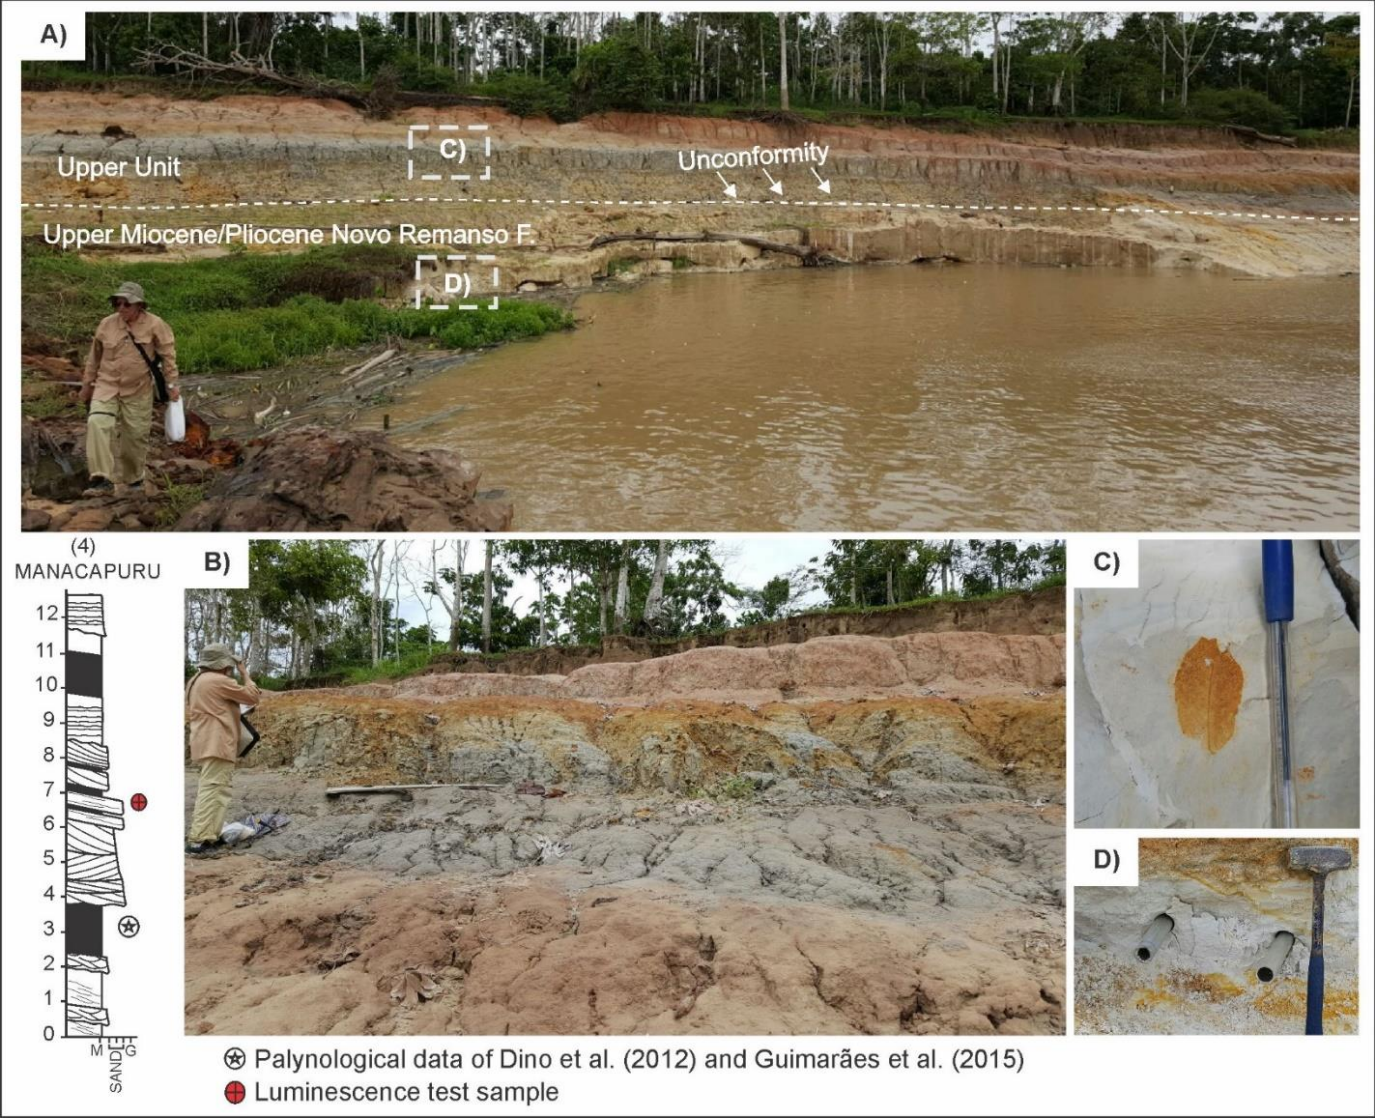 A)
C)
Unconformity
Upper Unit
Upper Miocene/Pliocene Novo Remanso F.
D)
(4)
MANACAPURU
12
11
10
9
8
7
6
5
4
3
2
1
0
M
SAND
G
B)
C)
D)
Palynological data of Dino et al. (2012) and Guimarães et al. (2015)
Luminescence test sample